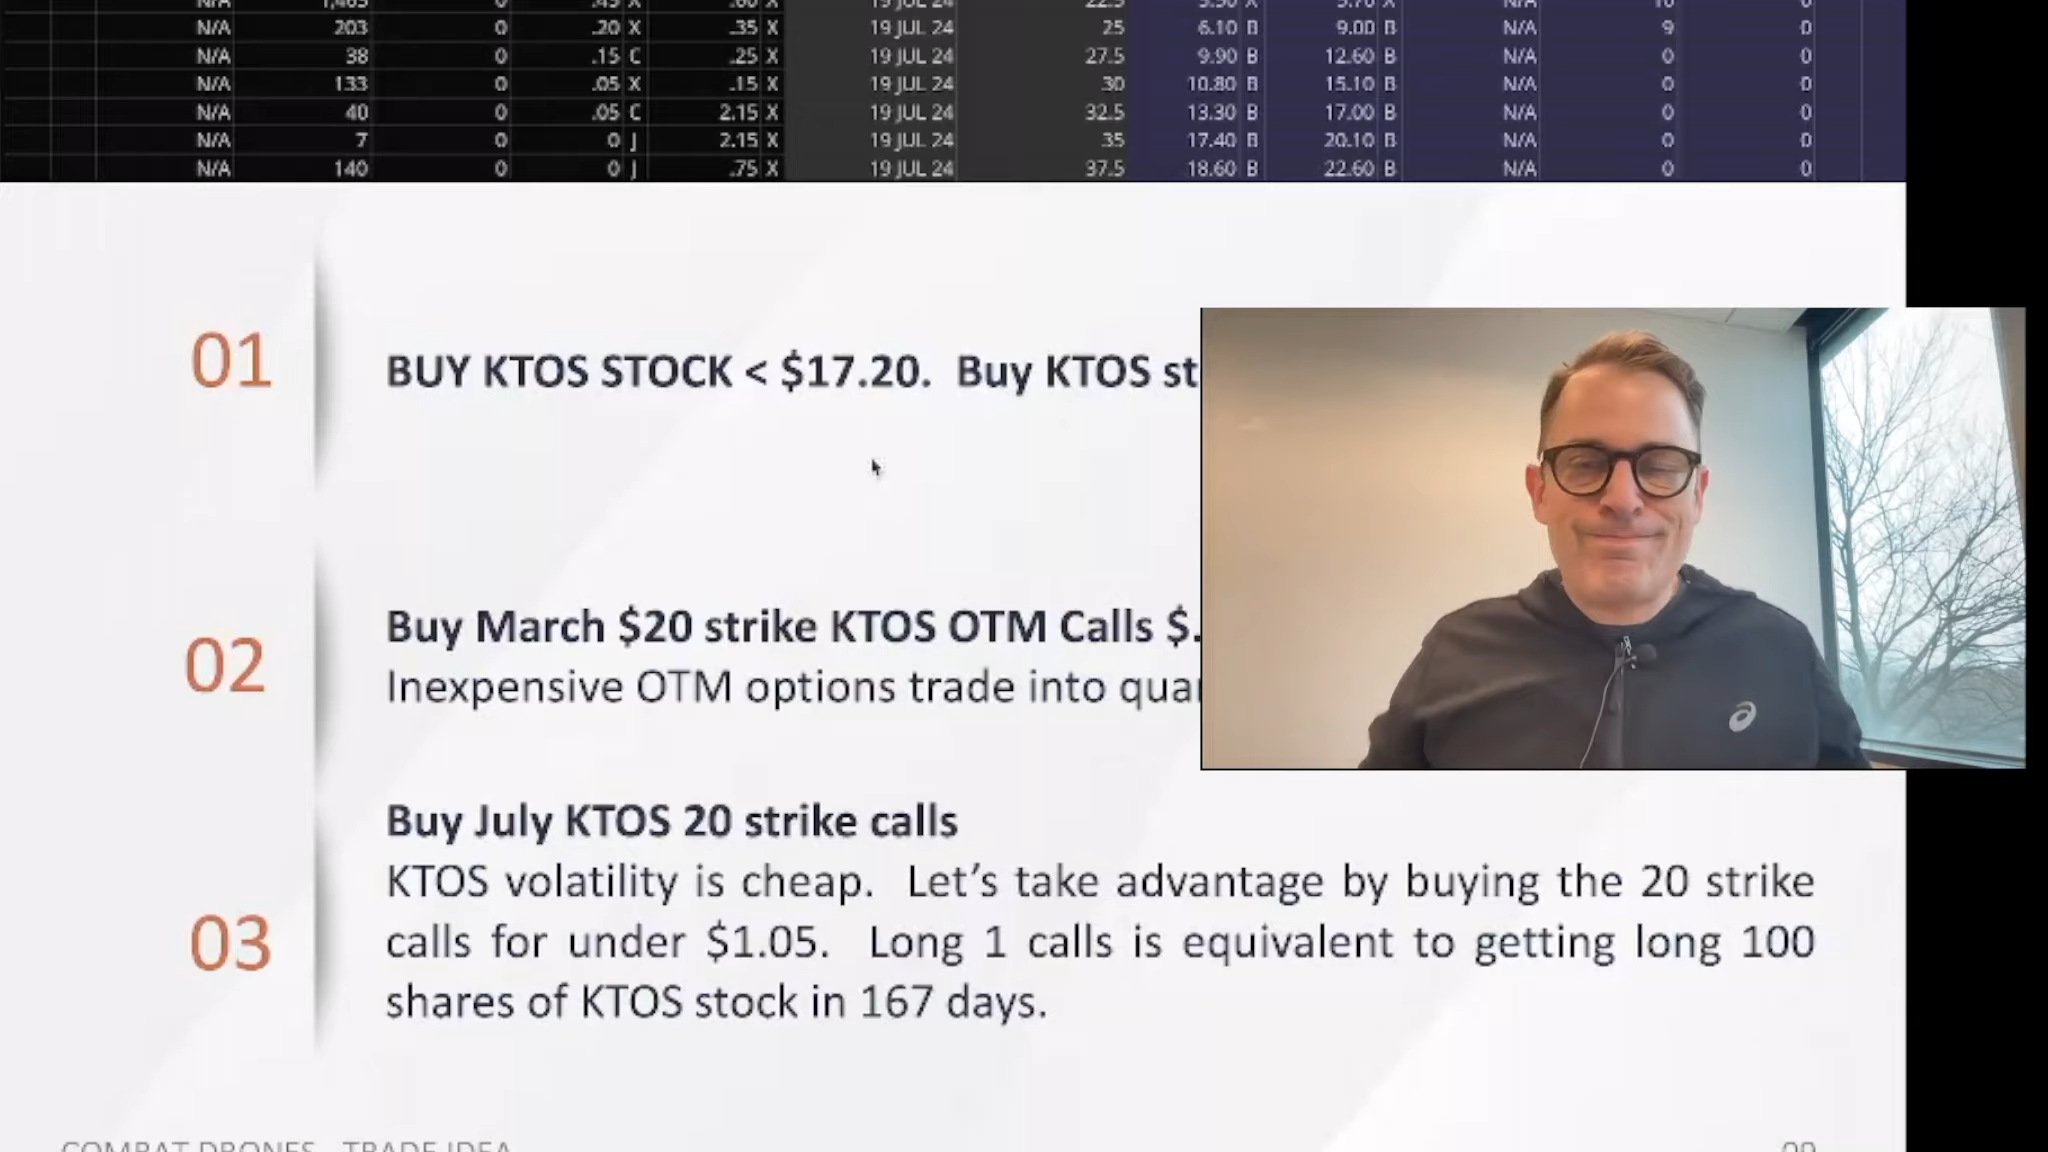 N/A 203 0 .20 X .35 X 19 JUL 24 25 6.10 B 9.00 B N/A 9 0
N/A 38 0 .15 C .25 X 19 JUL 24 27.5 9.90 B 12.60 B N/A 0 0
N/A 133 0 .05 X .15 X 19 JUL 24 30 10.80 B 15.10 B N/A 0 0
N/A 40 0 .05 C 2.15 X 19 JUL 24 32.5 13.30 B 17.00 B N/A 0 0
N/A 7 0 0 J 2.15 X 19 JUL 24 35 17.40 B 20.10 B N/A 0 0
N/A 140 0 0 J .75 X 19 JUL 24 37.5 18.60 B 22.60 B N/A 0 0
01
BUY KTOS STOCK < $17.20. Buy KTOS st
02
Buy March $20 strike KTOS OTM Calls $.
Inexpensive OTM options trade into qua
03
Buy July KTOS 20 strike calls
KTOS volatility is cheap. Let's take advantage by buying the 20 strike
calls for under $1.05. Long 1 calls is equivalent to getting long 100
shares of KTOS stock in 167 days.
COMBAT DRONES - TRADE IDEA